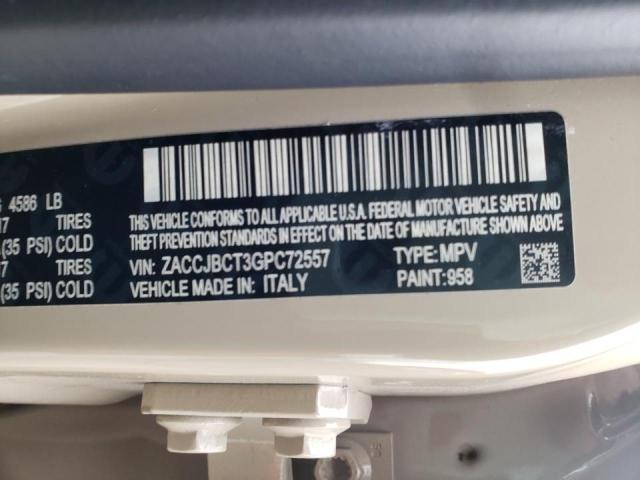 4586 LB
THIS VEHICLE CONFORMS TO ALL APPLICABLE U.S.A. FEDERAL MOTOR VEHICLE SAFETY AND
TIRES
THEFT PREVENTION STANDARDS IN EFFECT ON THE DATE OF MANUFACTURE SHOWN ABOVE.
(35 PSI) COLD
TIRES
VIN: ZACCJBCT3GPC72557 TYPE: MPV
(35 PSI) COLD
VEHICLE MADE IN: ITALY PAINT:958